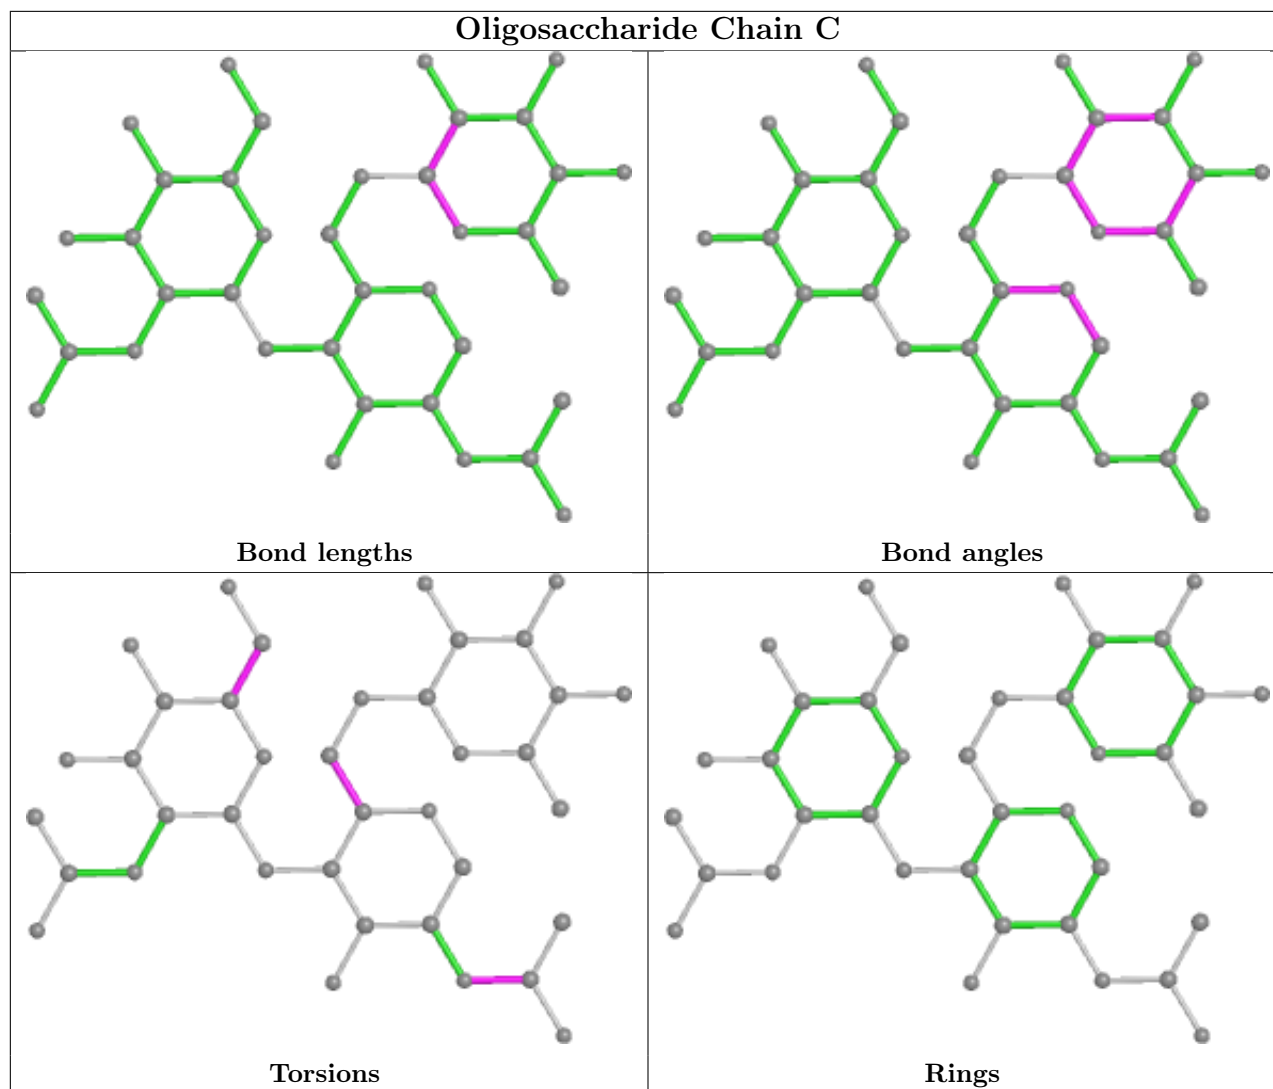 Oligosaccharide Chain C
Bond lengths
Bond angles
Torsions
Rings